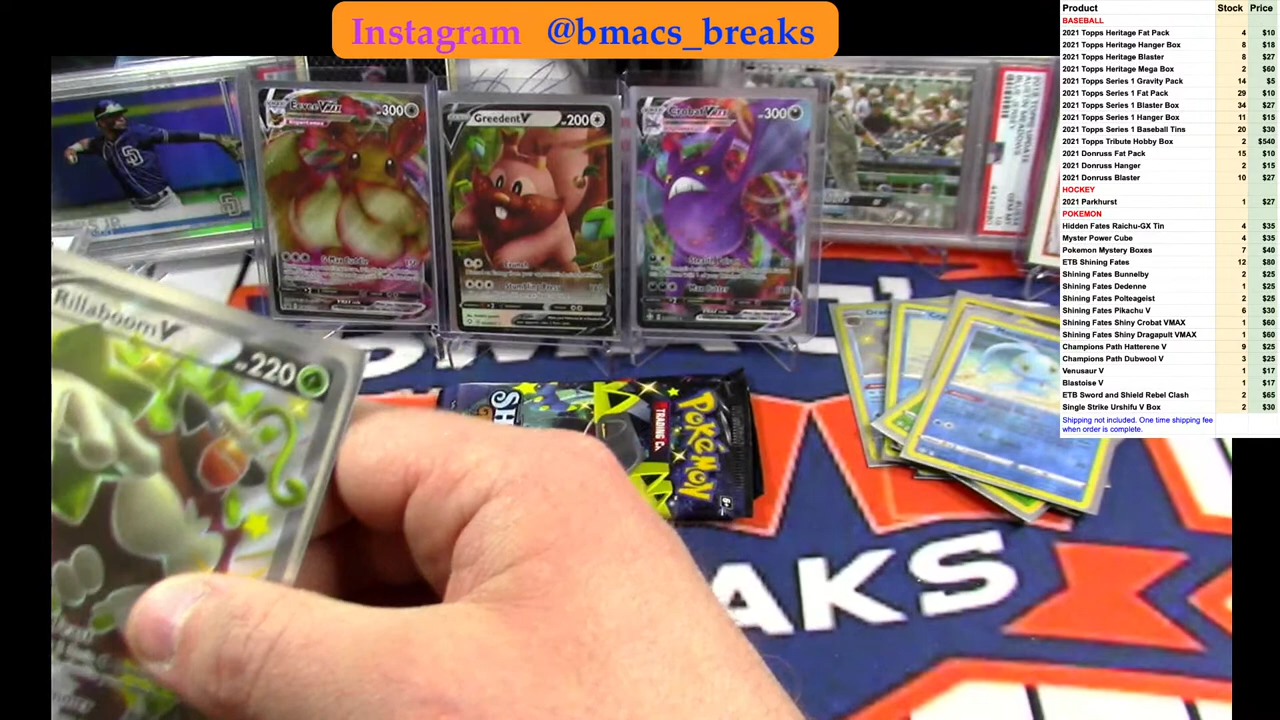 Instagram @bmacs_breaks
Product Stock Price
BASEBALL
2021 Topps Heritage Fat Pack 4 $10
2021 Topps Heritage Hanger Box 8 $18
2021 Topps Heritage Blaster 8 $27
2021 Topps Heritage Mega Box 2 $60
2021 Topps Series 1 Gravity Pack 14 $5
2021 Topps Series 1 Fat Pack 29 $10
2021 Topps Series 1 Blaster Box 34 $27
2021 Topps Series 1 Hanger Box 11 $15
2021 Topps Series 1 Baseball Tins 20 $30
2021 Topps Tribute Hobby Box 2 $540
2021 Donruss Fat Pack 15 $10
2021 Donruss Hanger 2 $15
2021 Donruss Blaster 10 $27
HOCKEY
2021 Parkhurst 1 $27
POKEMON
Hidden Fates Raichu-GX Tin 4 $35
Myster Power Cube 4 $35
Pokemon Mystery Boxes 7 $40
ETB Shining Fates 12 $80
Shining Fates Bunnelby 2 $25
Shining Fates Dedenne 1 $25
Shining Fates Polteageist 2 $25
Shining Fates Pikachu V 6 $30
Shining Fates Shiny Crobat VMAX 1 $60
Shining Fates Shiny Dragapult VMAX 1 $60
Champions Path Hatterene V 9 $25
Champions Path Dubwool V 3 $25
Venusaur V 1 $17
Blastoise V 1 $17
ETB Sword and Shield Rebel Clash 2 $65
Single Strike Urshifu V Box 2 $30
Shipping not included. One time shipping fee
when order is complete.
Eevee VMAX 300
G-Max Cuddle 150
Greedent V 200
Crunch
Crobat VMAX 300
Stealth Poison
Max Cutter
Rillaboom V 220
Pokémon
TRADING C
SH
AKS